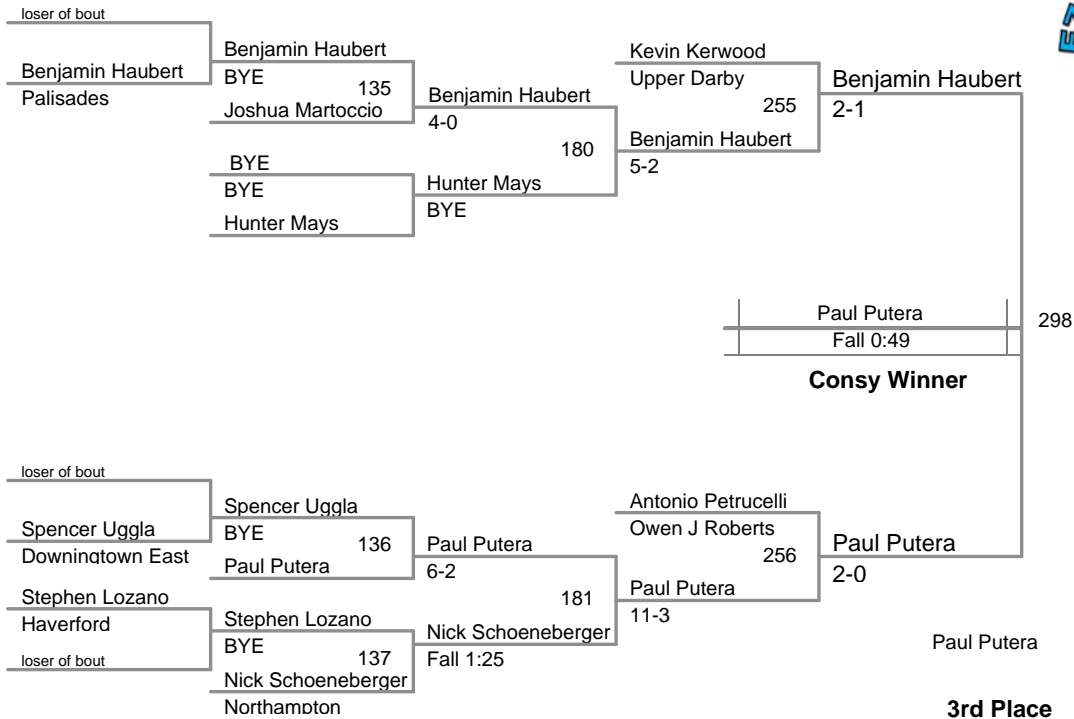 loser of bout
Benjamin Haubert
Palisades
Benjamin Haubert
BYE
135
Joshua Martoccio
BYE
BYE
Hunter Mays
Benjamin Haubert
4-0
180
Hunter Mays
BYE
Kevin Kerwood
Upper Darby
255
Benjamin Haubert
5-2
Benjamin Haubert
2-1
Paul Putera
Fall 0:49
298
Consy Winner
loser of bout
Spencer Uggla
Downingtown East
Stephen Lozano
Haverford
loser of bout
Spencer Uggla
BYE
136
Paul Putera
Stephen Lozano
BYE
137
Nick Schoeneberger
Northampton
Paul Putera
6-2
181
Nick Schoeneberger
Fall 1:25
Antonio Petrucelli
Owen J Roberts
256
Paul Putera
11-3
Paul Putera
2-0
Paul Putera
3rd Place